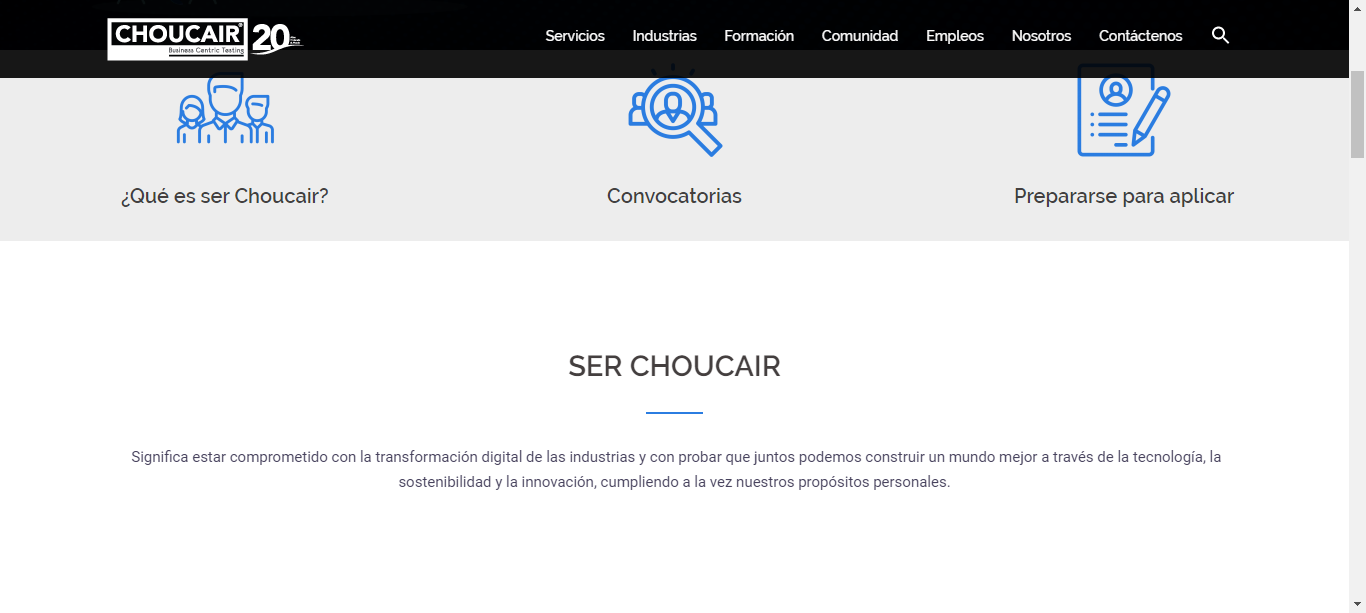 CHOUCAIR
Business Centric Testing
20
Servicios Industrias Formación Comunidad Empleos Nosotros Contáctenos
¿Qué es ser Choucair? Convocatorias Prepararse para aplicar
SER CHOUCAIR
Significa estar comprometido con la transformación digital de las industrias y con probar que juntos podemos construir un mundo mejor a través de la tecnología, la
sostenibilidad y la innovación, cumpliendo a la vez nuestros propósitos personales.